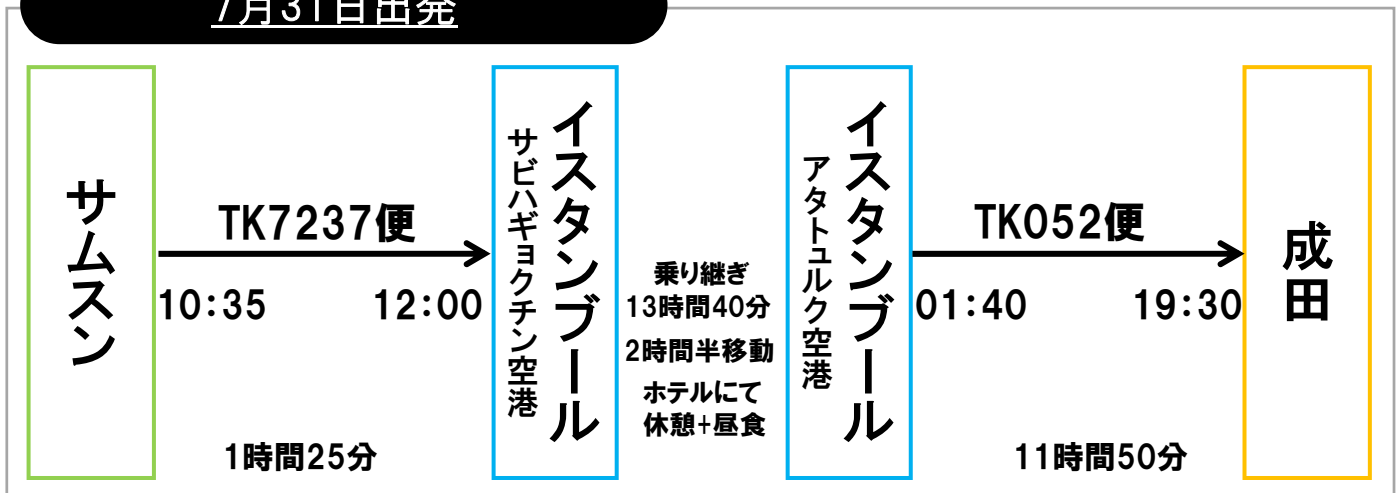 7月31日出発
サムスン
TK7237便
10:35
12:00
1時間25分
イスタンブール
サビハギョクチン空港
乗り継ぎ
13時間40分
2時間半移動
ホテルにて
休憩+昼食
イスタンブール
アタトュルク空港
TK052便
01:40
19:30
11時間50分
成田